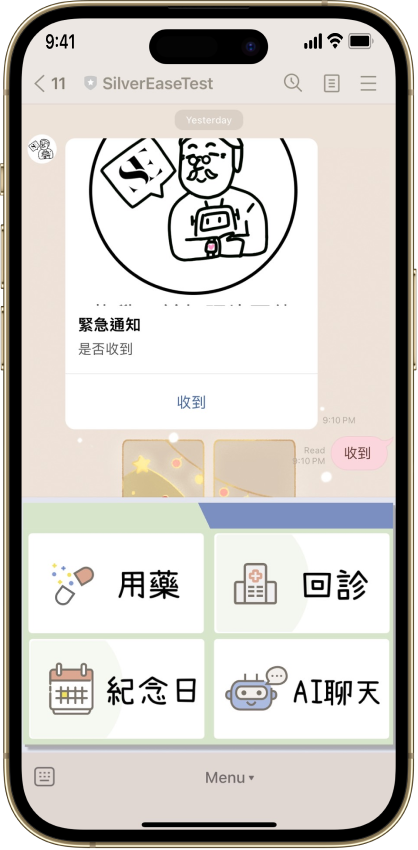 9:41
11 SilverEaseTest
Yesterday
SE
緊急通知
是否收到
收到
9:10 PM
Read
9:10 PM
收到
用藥
回診
紀念日
AI聊天
Menu